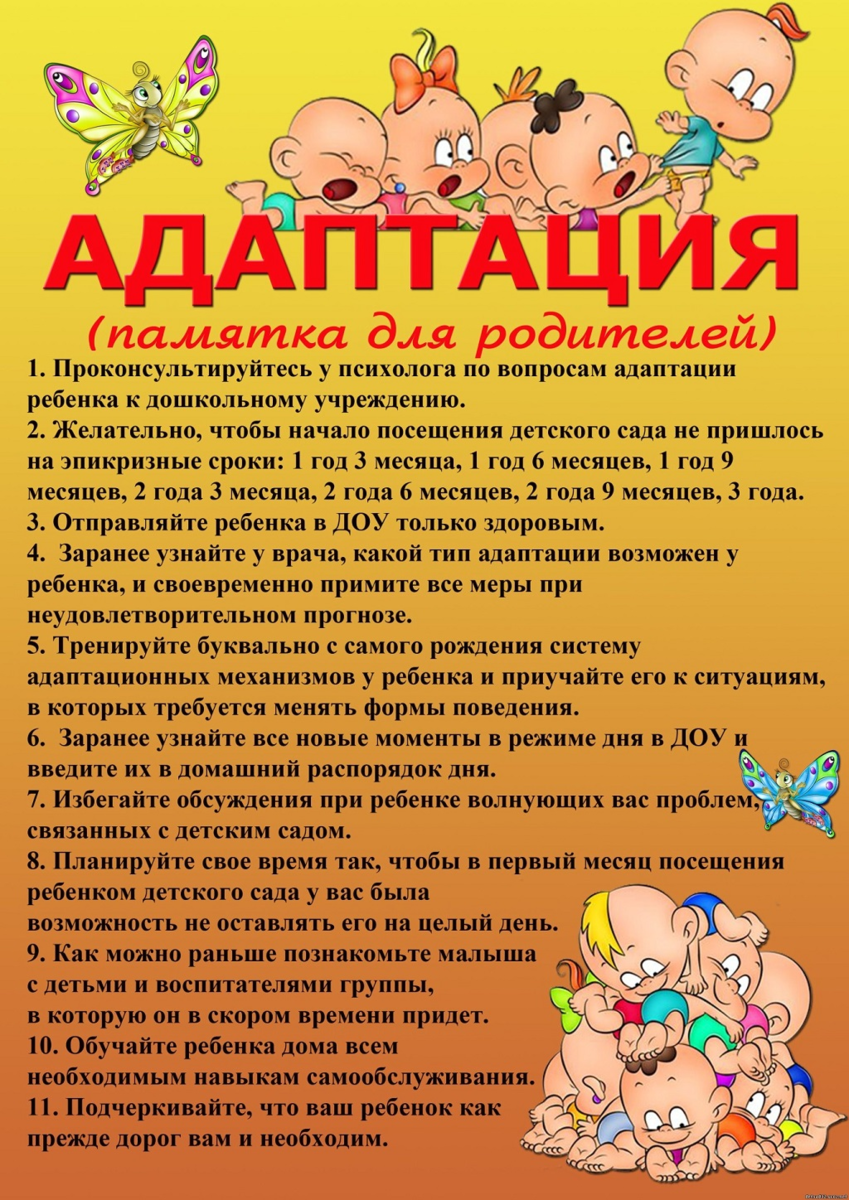 АДАПТАЦИЯ
(памятка для родителей)
1. Проконсультируйтесь у психолога по вопросам адаптации
ребенка к дошкольному учреждению.
2. Желательно, чтобы начало посещения детского сада не пришлось
на эпикризные сроки: 1 год 3 месяца, 1 год 6 месяцев, 1 год 9
месяцев, 2 года 3 месяца, 2 года 6 месяцев, 2 года 9 месяцев, 3 года.
3. Отправляйте ребенка в ДОУ только здоровым.
4.  Заранее узнайте у врача, какой тип адаптации возможен у
ребенка, и своевременно примите все меры при
неудовлетворительном прогнозе.
5. Тренируйте буквально с самого рождения систему
адаптационных механизмов у ребенка и приучайте его к ситуациям,
в которых требуется менять формы поведения.
6.  Заранее узнайте все новые моменты в режиме дня в ДОУ и
введите их в домашний распорядок дня.
7. Избегайте обсуждения при ребенке волнующих вас проблем,
связанных с детским садом.
8. Планируйте свое время так, чтобы в первый месяц посещения
ребенком детского сада у вас была
возможность не оставлять его на целый день.
9. Как можно раньше познакомьте малыша
с детьми и воспитателями группы,
в которую он в скором времени придет.
10. Обучайте ребенка дома всем
необходимым навыкам самообслуживания.
11. Подчеркивайте, что ваш ребенок как
прежде дорог вам и необходим.